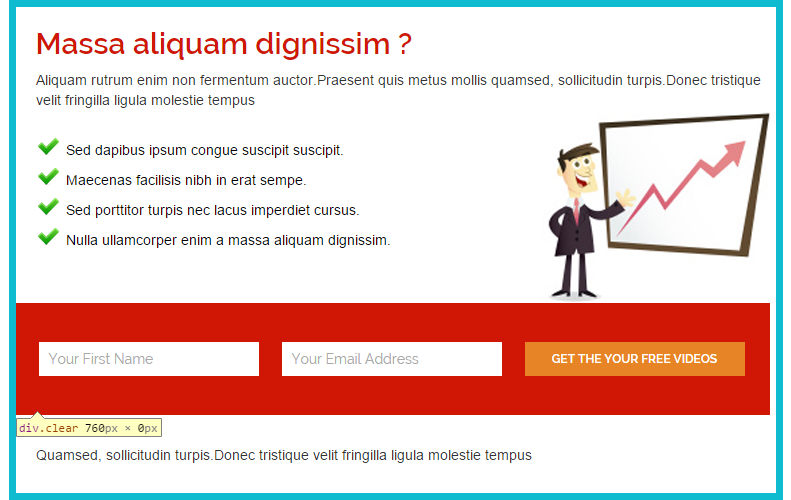 Massa aliquam dignissim ?
Aliquam rutrum enim non fermentum auctor.Praesent quis metus mollis quamsed, sollicitudin turpis.Donec tristique
velit fringilla ligula molestie tempus
Sed dapibus ipsum congue suscipit suscipit.
Maecenas facilisis nibh in erat sempe.
Sed porttitor turpis nec lacus imperdiet cursus.
Nulla ullamcorper enim a massa aliquam dignissim.
Your First Name
Your Email Address
GET THE YOUR FREE VIDEOS
div.clear 760px × 0px
Quamsed, sollicitudin turpis.Donec tristique velit fringilla ligula molestie tempus